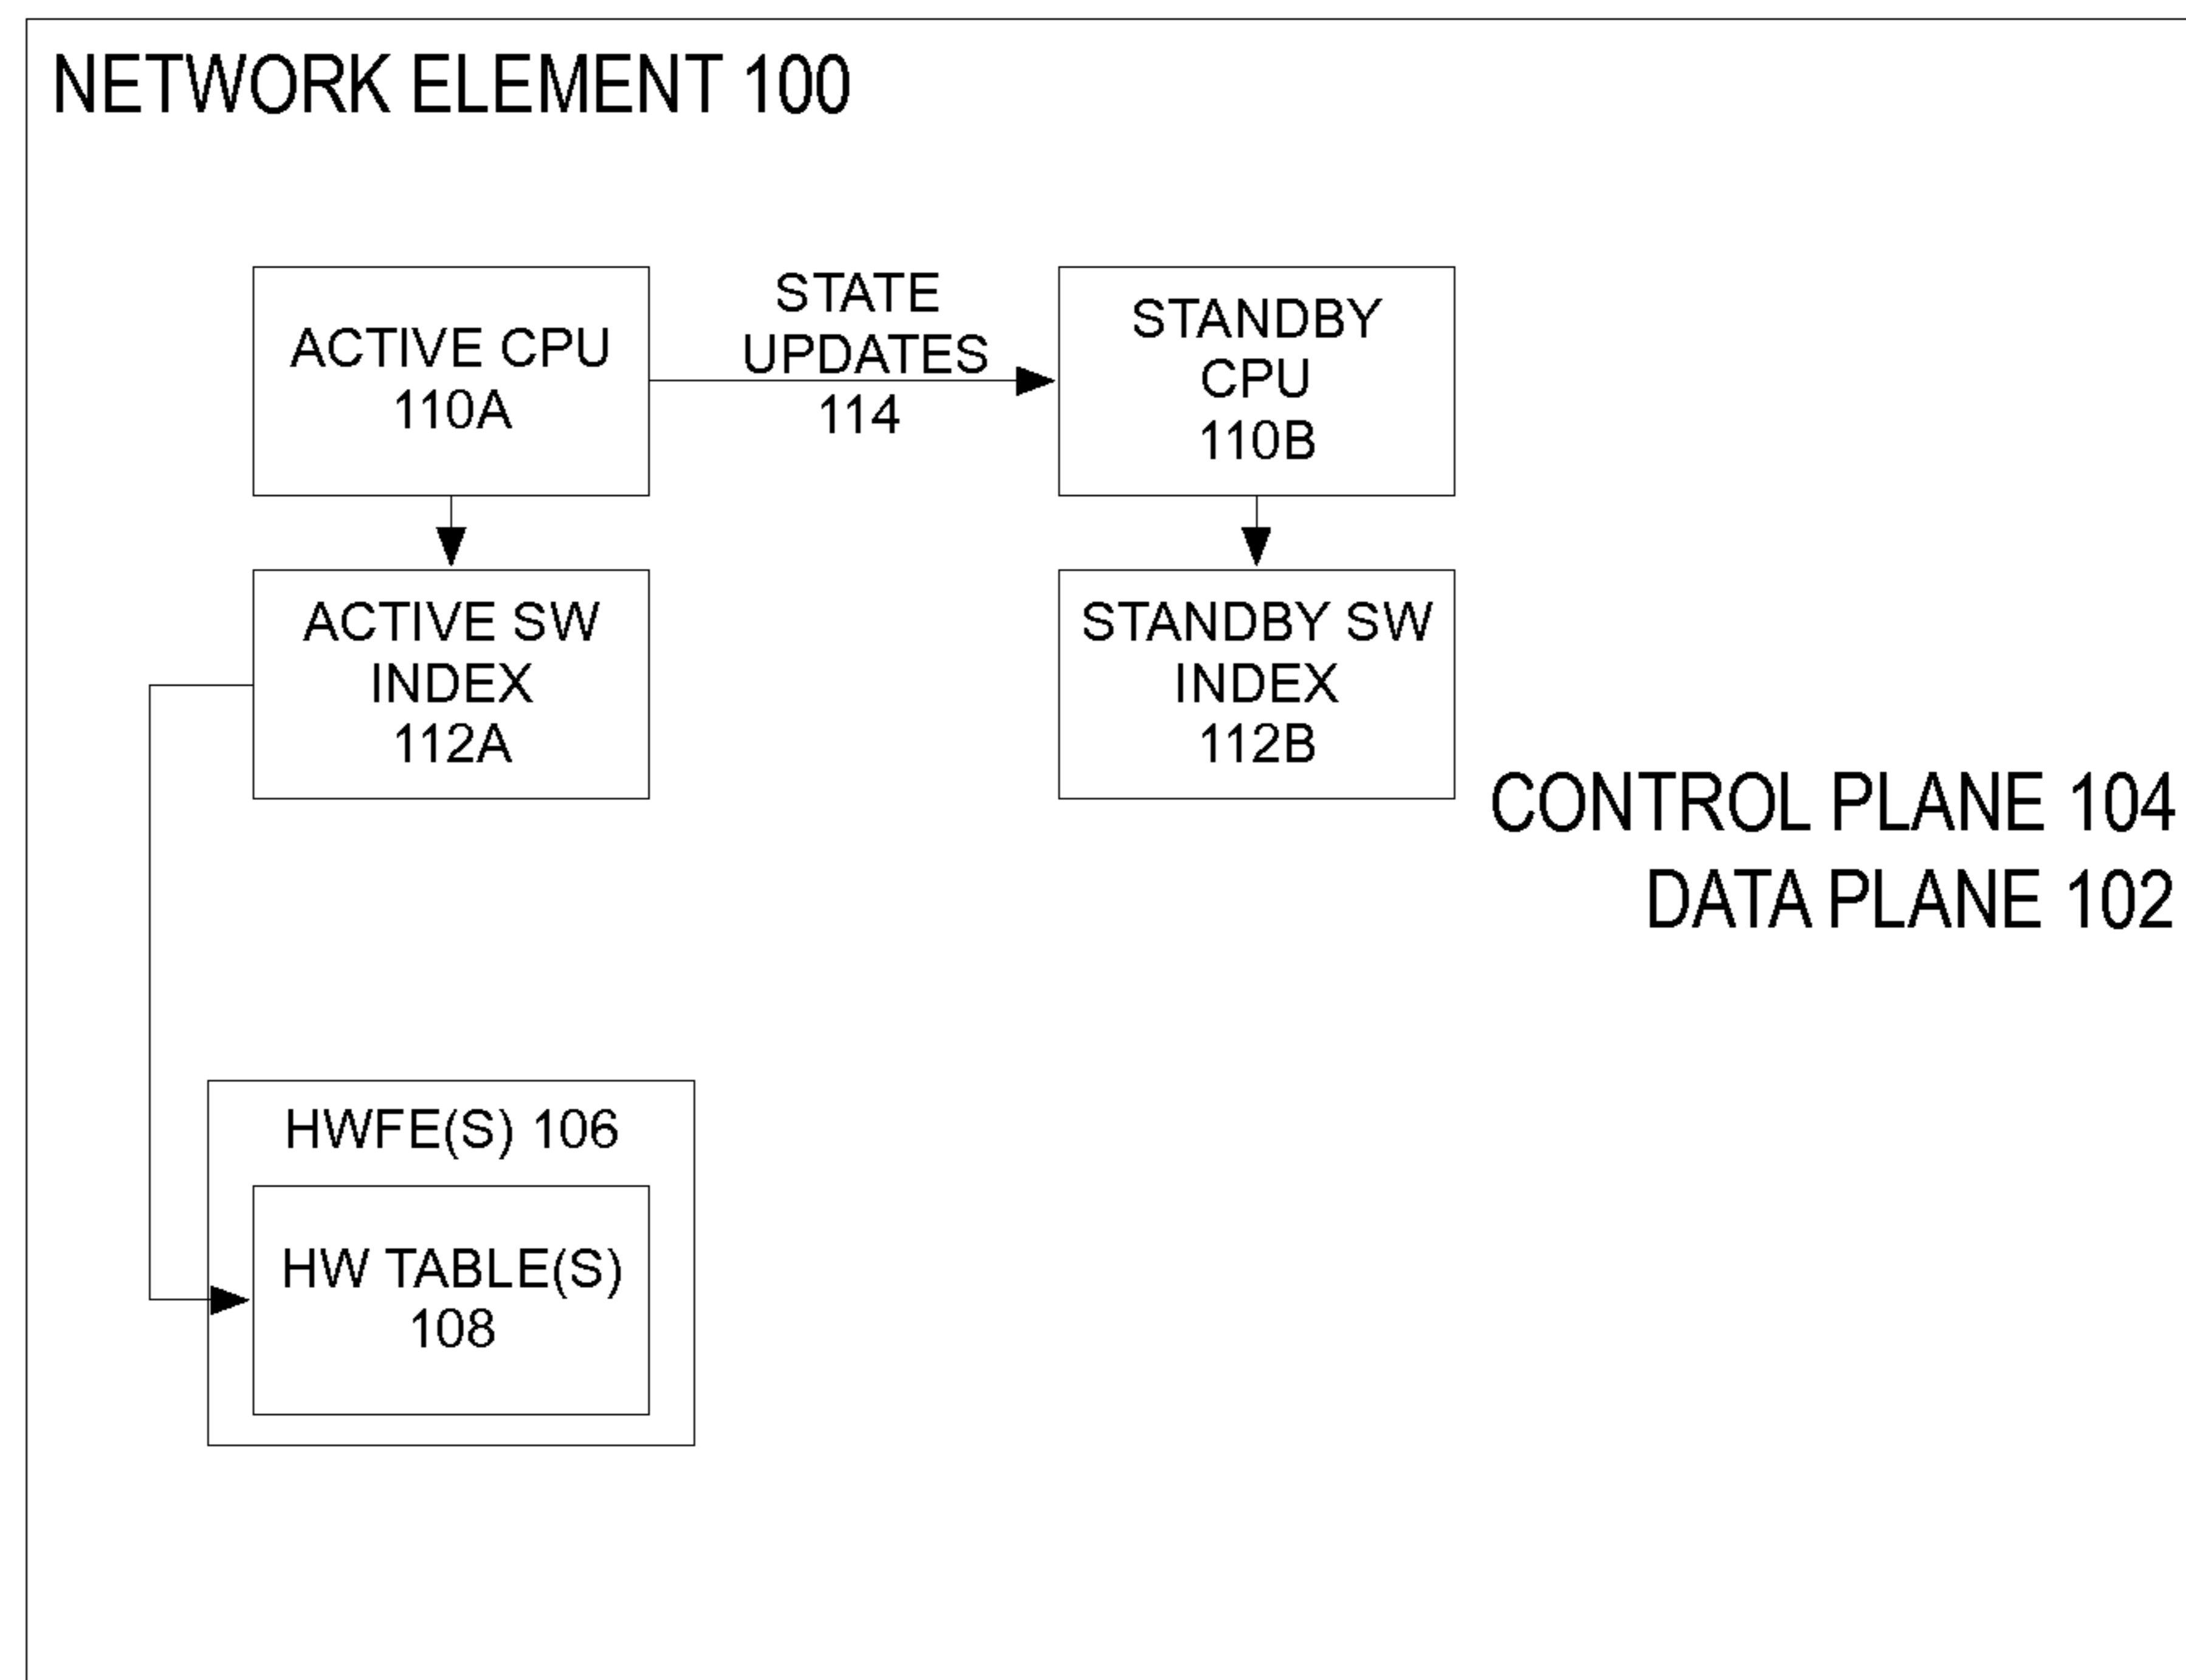 NETWORK ELEMENT 100
ACTIVE CPU
110A
STATE
UPDATES
114
STANDBY
CPU
110B
ACTIVE SW
INDEX
112A
STANDBY SW
INDEX
112B
CONTROL PLANE 104
DATA PLANE 102
HWFE(S) 106
HW TABLE(S)
108